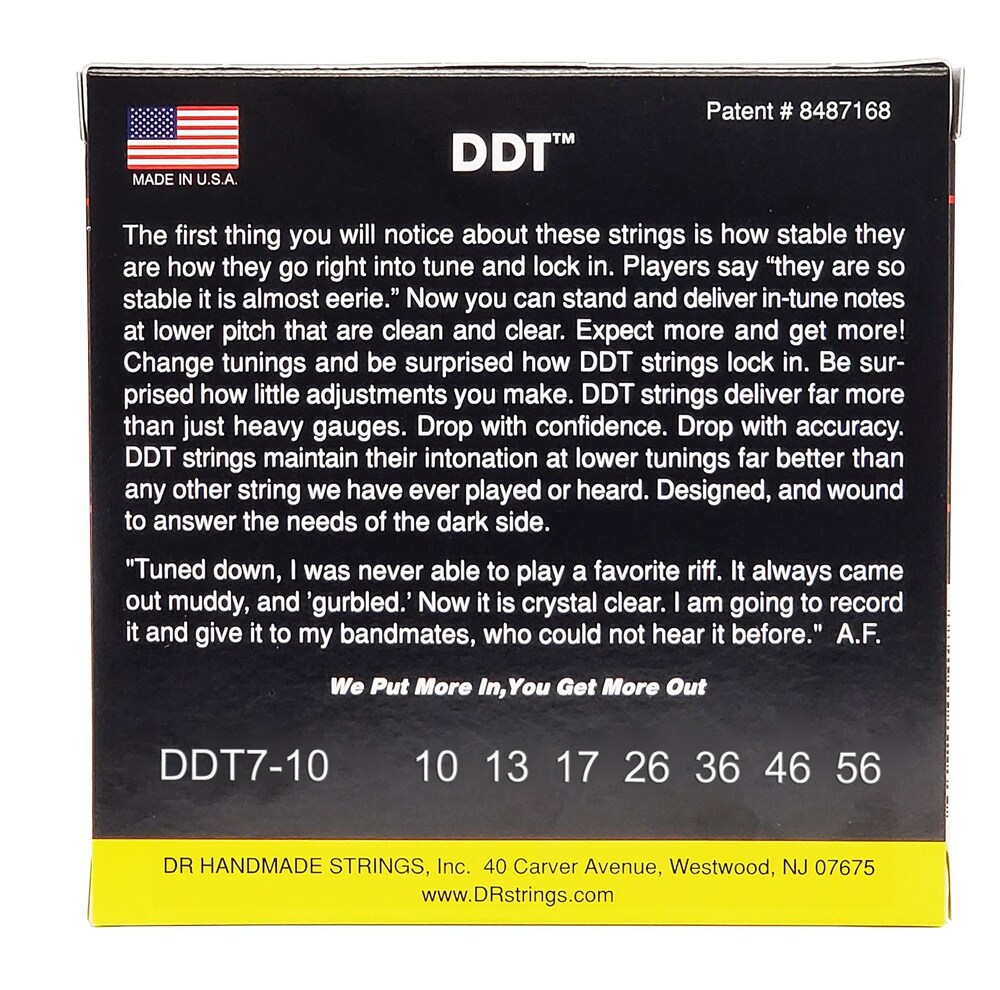 Patent # 8487168
MADE IN U.S.A.
DDT™
The first thing you will notice about these strings is how stable they
are how they go right into tune and lock in. Players say “they are so
stable it is almost eerie.” Now you can stand and deliver in-tune notes
at lower pitch that are clean and clear. Expect more and get more!
Change tunings and be surprised how DDT strings lock in. Be sur-
prised how little adjustments you make. DDT strings deliver far more
than just heavy gauges. Drop with confidence. Drop with accuracy.
DDT strings maintain their intonation at lower tunings far better than
any other string we have ever played or heard. Designed, and wound
to answer the needs of the dark side.
"Tuned down, I was never able to play a favorite riff. It always came
out muddy, and 'gurbled.' Now it is crystal clear. I am going to record
it and give it to my bandmates, who could not hear it before." A.F.
We Put More In,You Get More Out
DDT7-10 10 13 17 26 36 46 56
DR HANDMADE STRINGS, Inc. 40 Carver Avenue, Westwood, NJ 07675
www.DRstrings.com